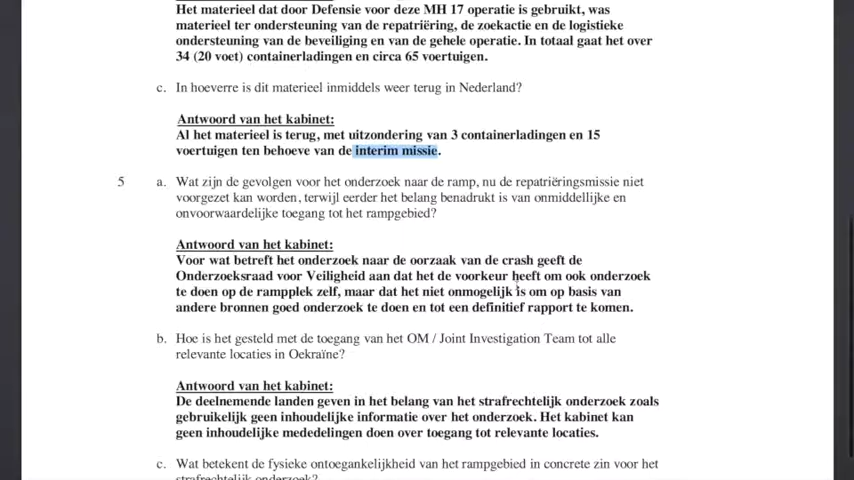 Het materieel dat door Defensie voor deze MH 17 operatie is gebruikt, was
materieel ter ondersteuning van de repatriëring, de zoekactie en de logistieke
ondersteuning van de beveiliging en van de gehele operatie. In totaal gaat het over
34 (20 voet) containerladingen en circa 65 voertuigen.
c. In hoeverre is dit materieel inmiddels weer terug in Nederland?
Antwoord van het kabinet:
Al het materieel is terug, met uitzondering van 3 containerladingen en 15
voertuigen ten behoeve van de interim missie.
5 a. Wat zijn de gevolgen voor het onderzoek naar de ramp, nu de repatriëringsmissie niet
voorgezet kan worden, terwijl eerder het belang benadrukt is van onmiddellijke en
onvoorwaardelijke toegang tot het rampgebied?
Antwoord van het kabinet:
Voor wat betreft het onderzoek naar de oorzaak van de crash geeft de
Onderzoeksraad voor Veiligheid aan dat het de voorkeur heeft om ook onderzoek
te doen op de rampplek zelf, maar dat het niet onmogelijk is om op basis van
andere bronnen goed onderzoek te doen en tot een definitief rapport te komen.
b. Hoe is het gesteld met de toegang van het OM / Joint Investigation Team tot alle
relevante locaties in Oekraïne?
Antwoord van het kabinet:
De deelnemende landen geven in het belang van het strafrechtelijk onderzoek zoals
gebruikelijk geen inhoudelijke informatie over het onderzoek. Het kabinet kan
geen inhoudelijke mededelingen doen over toegang tot relevante locaties.
c. Wat betekent de fysieke ontoegankelijkheid van het rampgebied in concrete zin voor het
strafrechtelijk onderzoek?